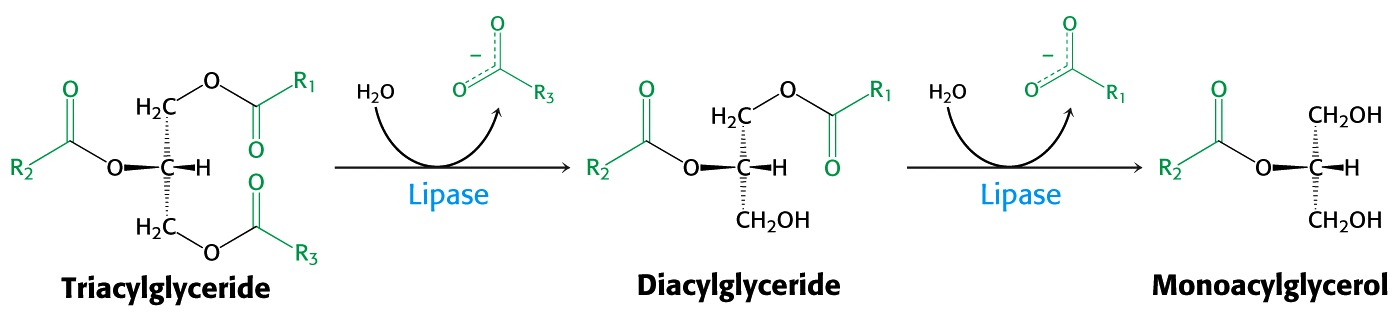 O
R₂
O
H₂C
O
R₁
O
C
H
O
H₂C
O
R₃
Triacylglyceride
H₂O
O
−
O
R₃
Lipase
O
R₂
O
H₂C
O
R₁
O
C
H
CH₂OH
Diacylglyceride
H₂O
O
−
O
R₁
Lipase
O
R₂
O
CH₂OH
C
H
CH₂OH
Monoacylglycerol